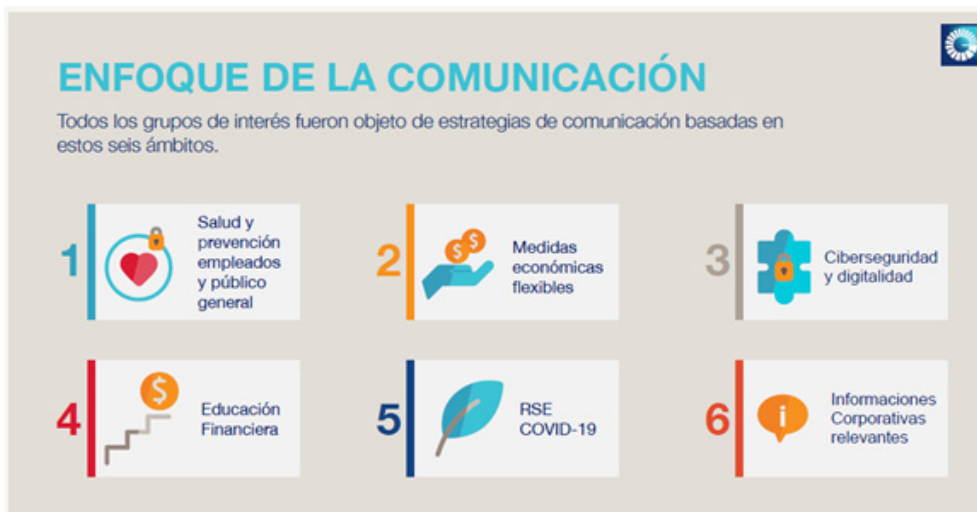 ENFOQUE DE LA COMUNICACIÓN
Todos los grupos de interés fueron objeto de estrategias de comunicación basadas en
estos seis ámbitos.
1
Salud y
prevención
empleados
y público
general
2
Medidas
económicas
flexibles
3
Ciberseguridad
y digitalidad
4
Educación
Financiera
5
RSE
COVID-19
6
Informaciones
Corporativas
relevantes